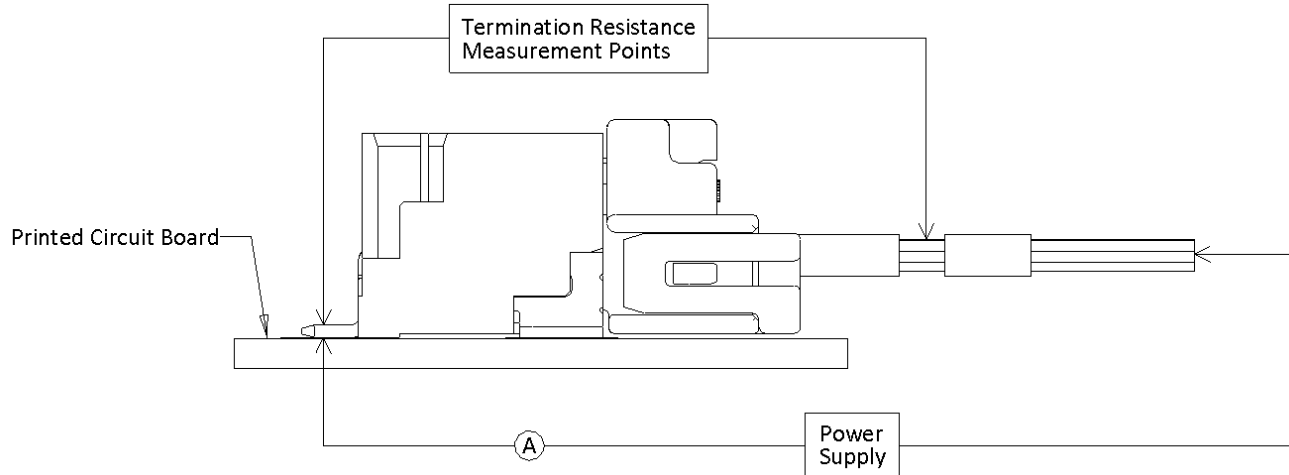 Termination Resistance
Measurement Points
Printed Circuit Board
A
Power
Supply